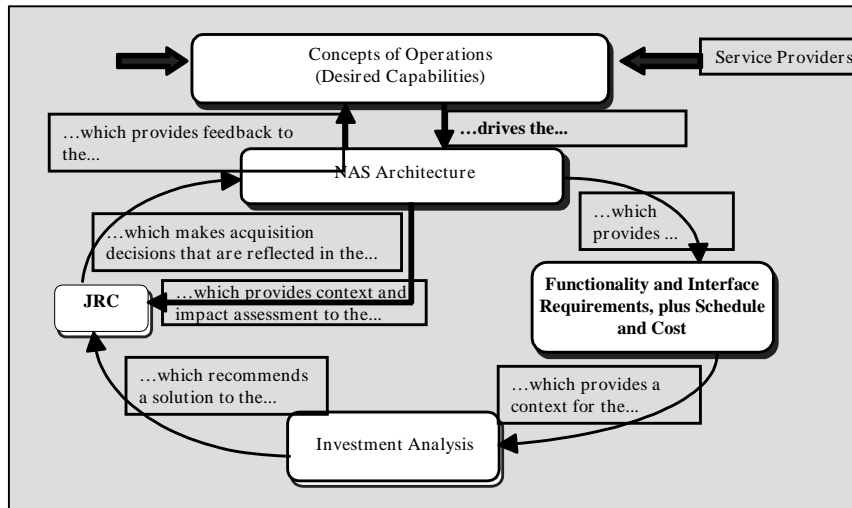 Concepts of Operations
(Desired Capabilities)
Service Providers
…which provides feedback to
the...
…drives the...
NAS Architecture
…which
provides ...
…which makes acquisition
decisions that are reflected in the...
JRC
…which provides context and
impact assessment to the...
Functionality and Interface
Requirements, plus Schedule
and Cost
…which recommends
a solution to the...
…which provides a
context for the...
Investment Analysis